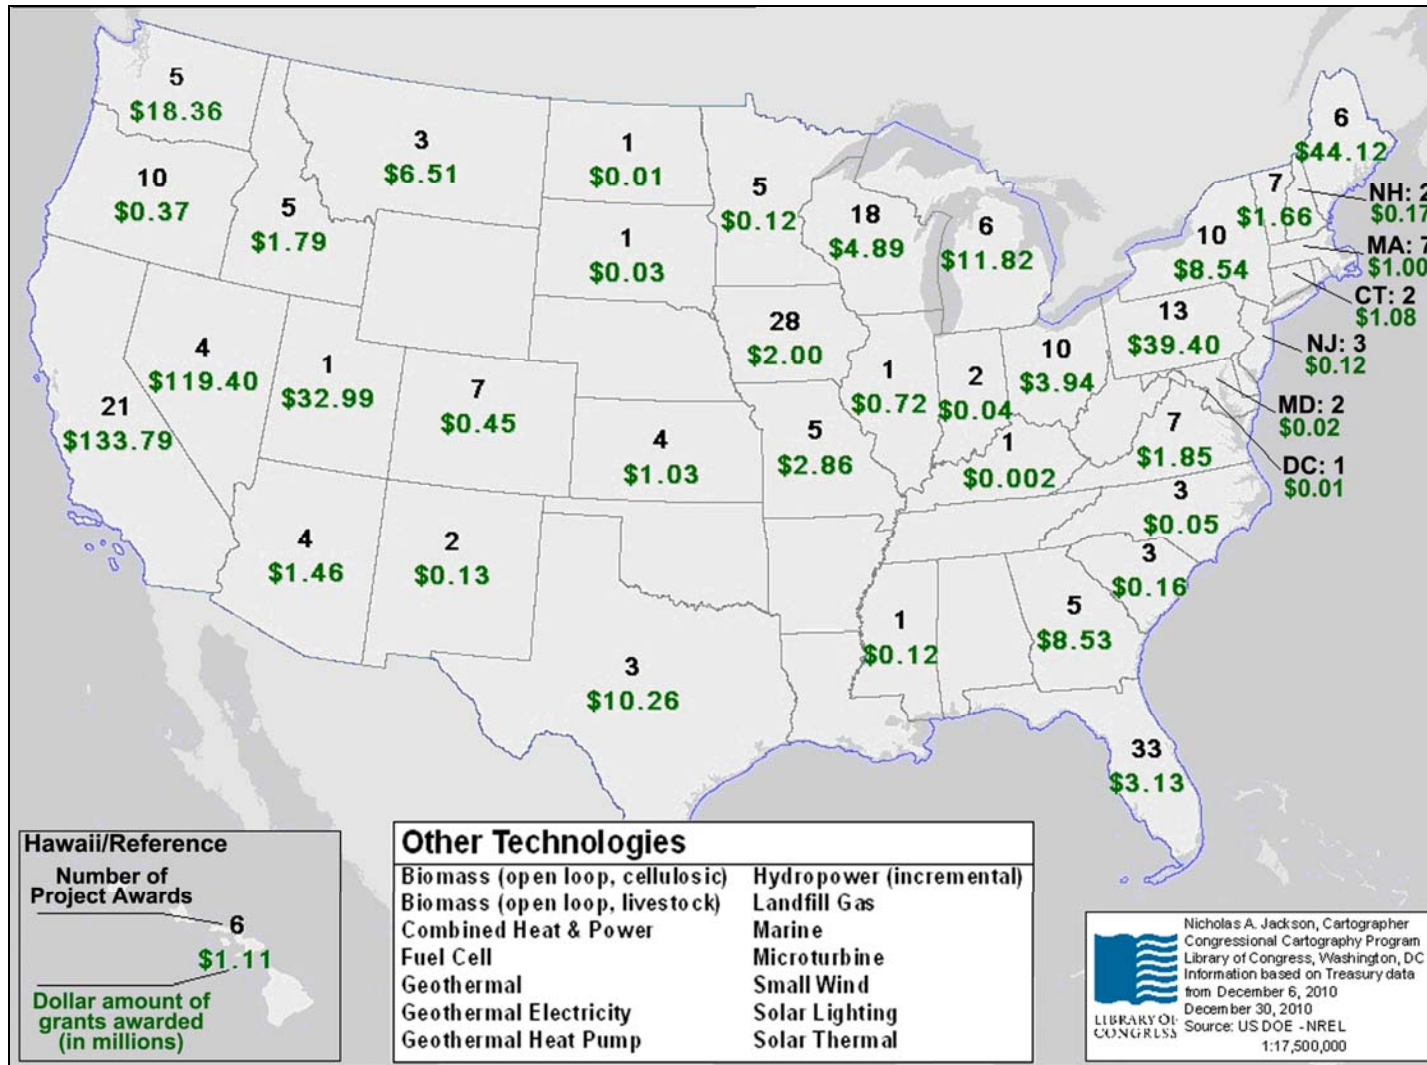 5
$18.36
10
$0.37
5
$1.79
3
$6.51
1
$0.01
1
$0.03
5
$0.12
18
$4.89
6
$11.82
6
$44.12
7
$1.66
NH: 2
$0.17
10
$8.54
MA: 7
$1.00
CT: 2
$1.08
13
$39.40
NJ: 3
$0.12
MD: 2
$0.02
DC: 1
$0.01
21
$133.79
4
$119.40
1
$32.99
7
$0.45
4
$1.03
28
$2.00
5
$2.86
1
$0.72
2
$0.04
10
$3.94
1
$0.002
7
$1.85
3
$0.05
3
$0.16
4
$1.46
2
$0.13
3
$10.26
1
$0.12
5
$8.53
33
$3.13
Hawaii/Reference
Number of
Project Awards
6
$1.11
Dollar amount of
grants awarded
(in millions)
Other Technologies
Biomass (open loop, cellulosic)
Biomass (open loop, livestock)
Combined Heat & Power
Fuel Cell
Geothermal
Geothermal Electricity
Geothermal Heat Pump
Hydropower (incremental)
Landfill Gas
Marine
Microturbine
Small Wind
Solar Lighting
Solar Thermal
LIBRARY OF
CONGRESS
Nicholas A. Jackson, Cartographer
Congressional Cartography Program
Library of Congress, Washington, DC
Information based on Treasury data
from December 6, 2010
December 30, 2010
Source: US DOE - NREL
1:17,500,000